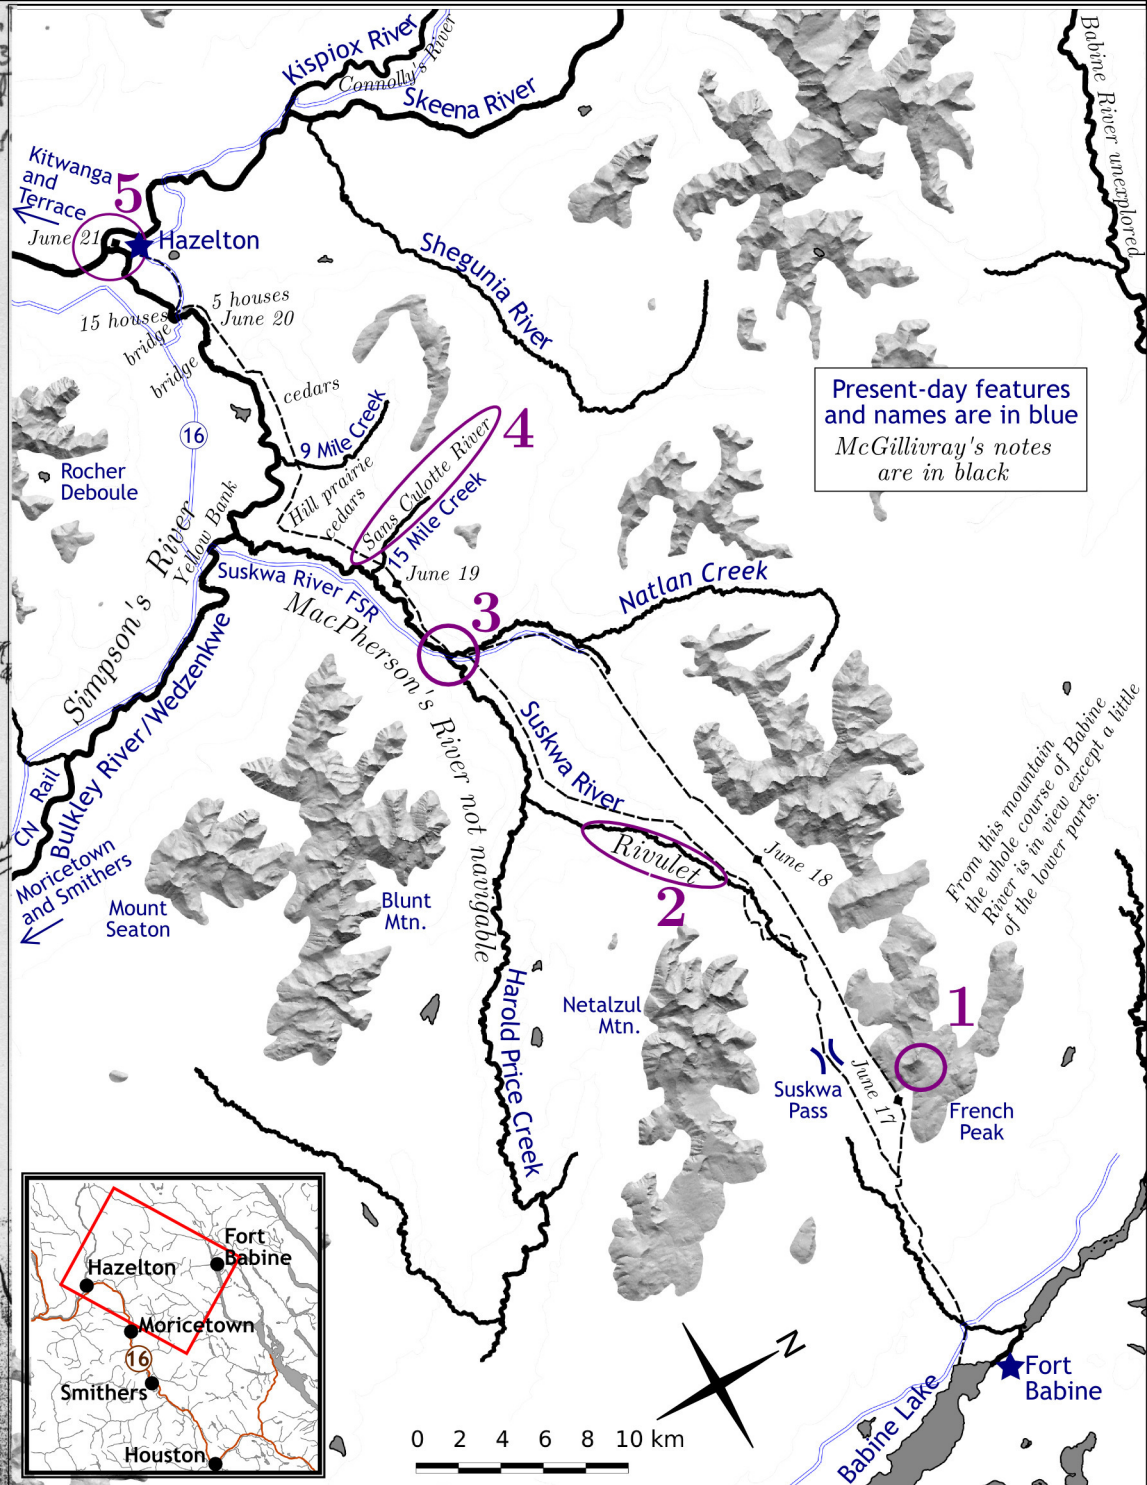 Kispiox River
Connolly's River
Skeena River
Babine River unexplored
Kitwanga
and
Terrace
5
June 21
Hazelton
Shegunia
River
5 houses
June 20
15 houses
bridge
bridge
cedars
Present-day features
and names are in blue
McGillivray's notes
are in black
16
9 Mile Creek
4
Rocher
Deboule
Hill prairie
cedars
Sans Culotte River
15 Mile Creek
Yellow Bank
Simpson's River
June 19
Suskwa River FSR
Natlan Creek
3
MacPherson's River not navigable
Bulkley River/Wedzenkwe
Suskwa
River
From this mountain
the whole course of Babine
River is in view except a little
of the lower parts.
CN Rail
Moricetown
and Smithers
Rivulet
2
June 18
Mount
Seaton
Blunt
Mtn.
Harold Price Creek
Netalzul
Mtn.
1
Suskwa
Pass
June 17
French
Peak
Fort
Babine
Hazelton
Moricetown
16
Smithers
Houston
N
0 2 4 6 8 10 km
Fort
Babine
Babine Lake